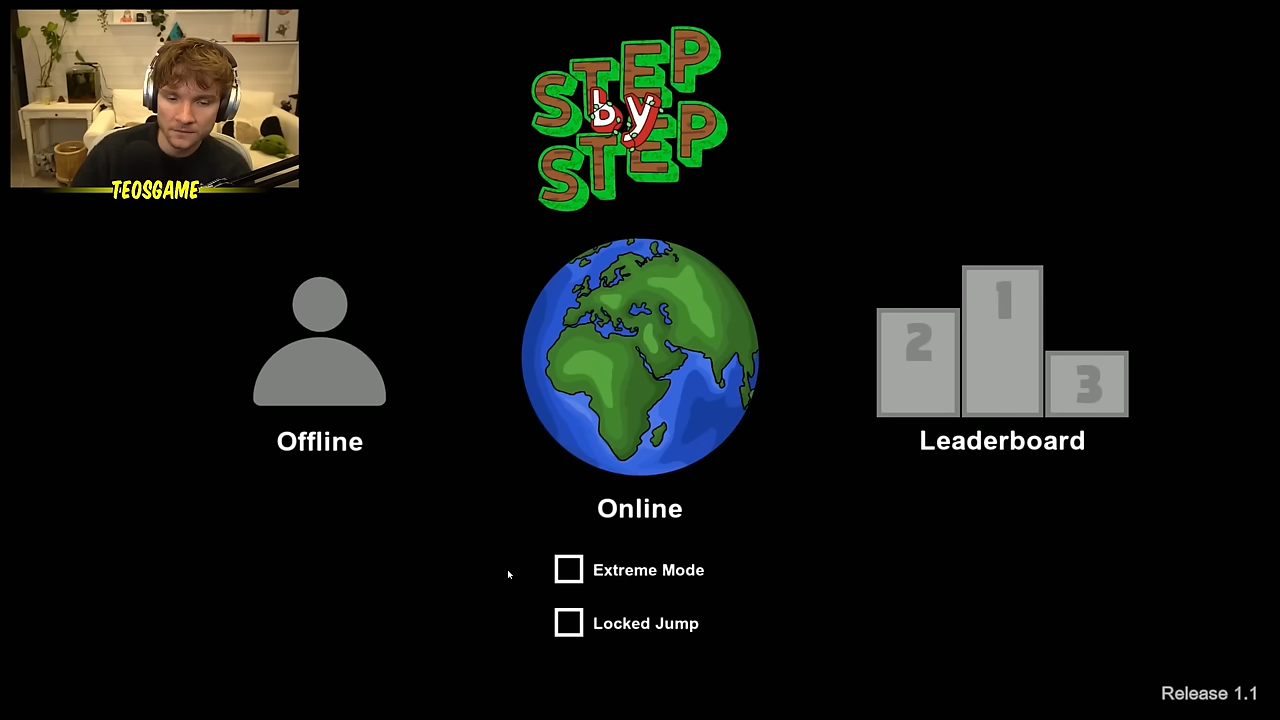 TEOSGAME
STEP
by
STEP
2
1
3
Offline
Online
Leaderboard
Extreme Mode
Locked Jump
Release 1.1